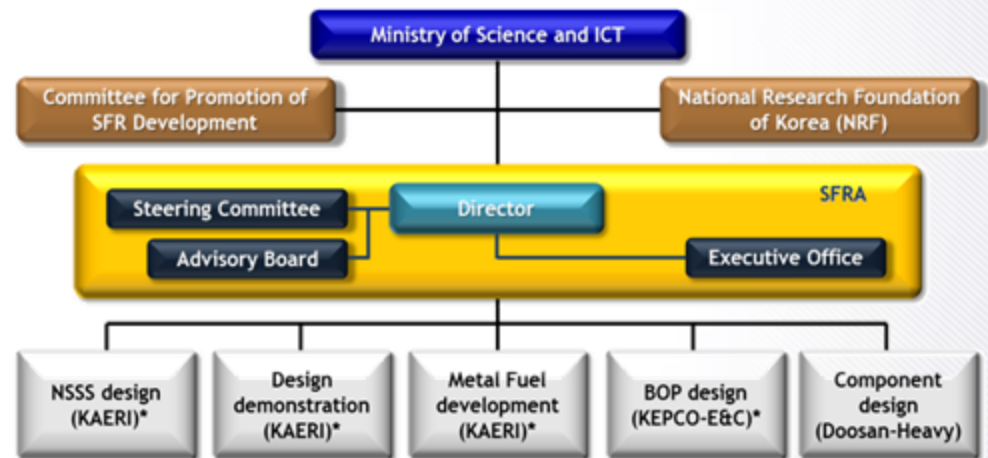 Ministry of Science and ICT
Committee for Promotion of
SFR Development
National Research Foundation
of Korea (NRF)
SFRA
Steering Committee
Director
Advisory Board
Executive Office
NSSS design
(KAERI)*
Design
demonstration
(KAERI)*
Metal Fuel
development
(KAERI)*
BOP design
(KEPCO-E&C)*
Component
design
(Doosan-Heavy)